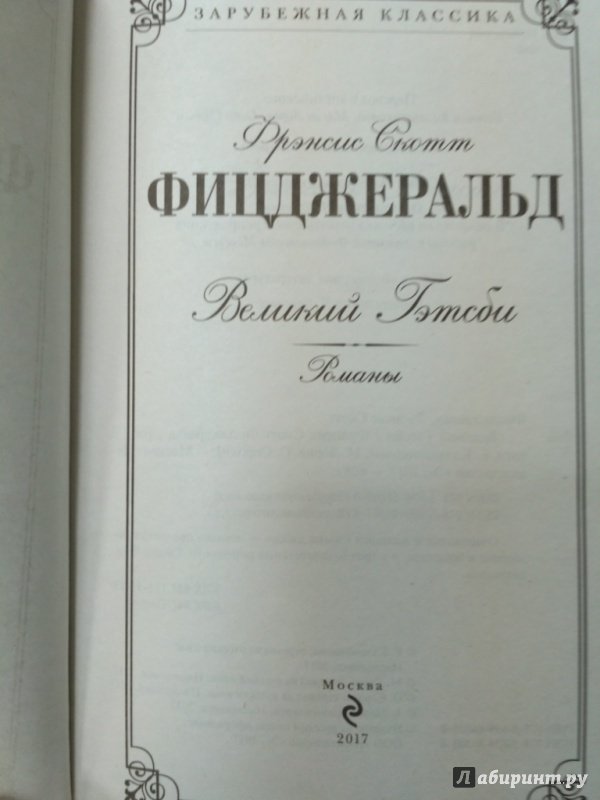 ЗАРУБЕЖНАЯ КЛАССИКА
Фрэнсис Скотт
ФИЦДЖЕРАЛЬД
Великий Гэтсби
Романы
Москва
2017
Лабиринт.ру